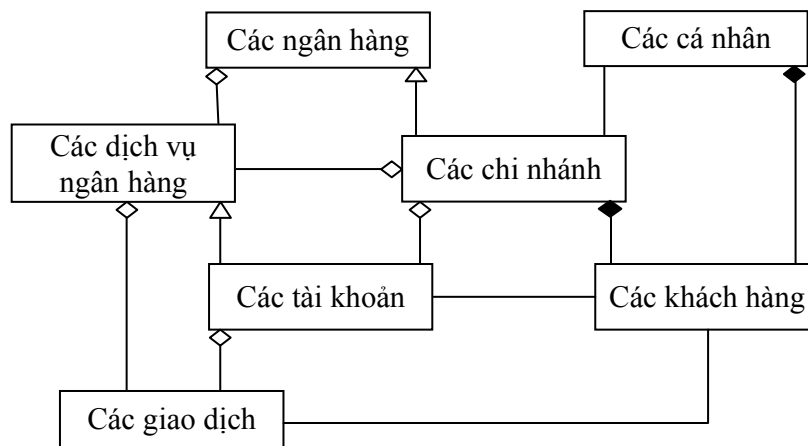 Các ngân hàng
Các cá nhân
Các dịch vụ
ngân hàng
Các chi nhánh
Các tài khoản
Các khách hàng
Các giao dịch